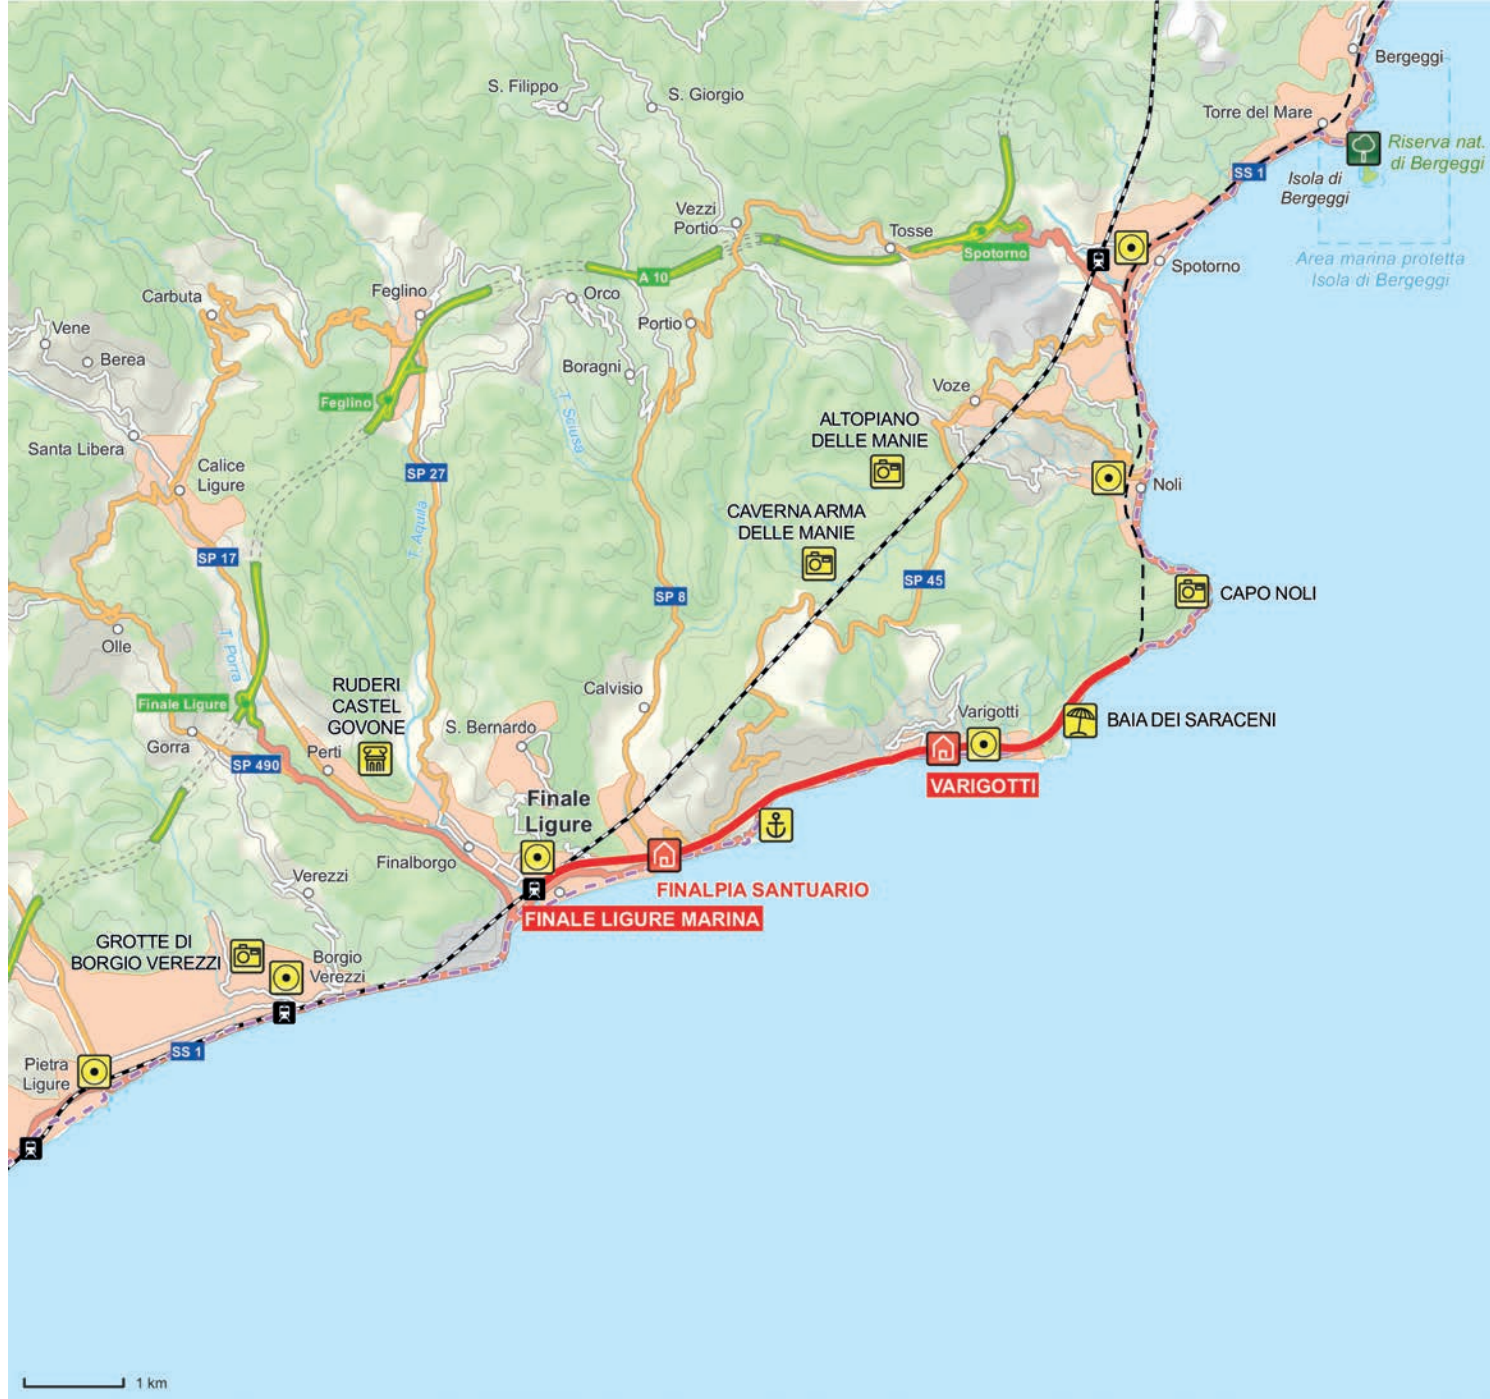 Bergeggi
S. Filippo
S. Giorgio
Torre del Mare
Riserva nat.
di Bergeggi
SS 1
Isola di
Bergeggi
Vezzi
Portio
Tosse
Spotorno
Spotorno
Area marina protetta
Isola di Bergeggi
A 10
Carbuta
Feglino
Orco
Portio
Vene
Berea
Boragni
Feglino
Voze
T. Sciusa
ALTOPIANO
DELLE MANIE
Santa Libera
Calice
Ligure
SP 27
Noli
CAVERNA ARMA
DELLE MANIE
T. Aquila
SP 17
SP 8
SP 45
CAPO NOLI
Olle
T. Porra
RUDERI
CASTEL
GOVONE
Calvisio
Finale Ligure
Varigotti
BAIA DEI SARACENI
Gorra
Perti
S. Bernardo
SP 490
VARIGOTTI
Finale
Ligure
Finalborgo
Verezzi
FINALPIA SANTUARIO
FINALE LIGURE MARINA
GROTTE DI
BORGIO VEREZZI
Borgio
Verezzi
SS 1
Pietra
Ligure
1 km